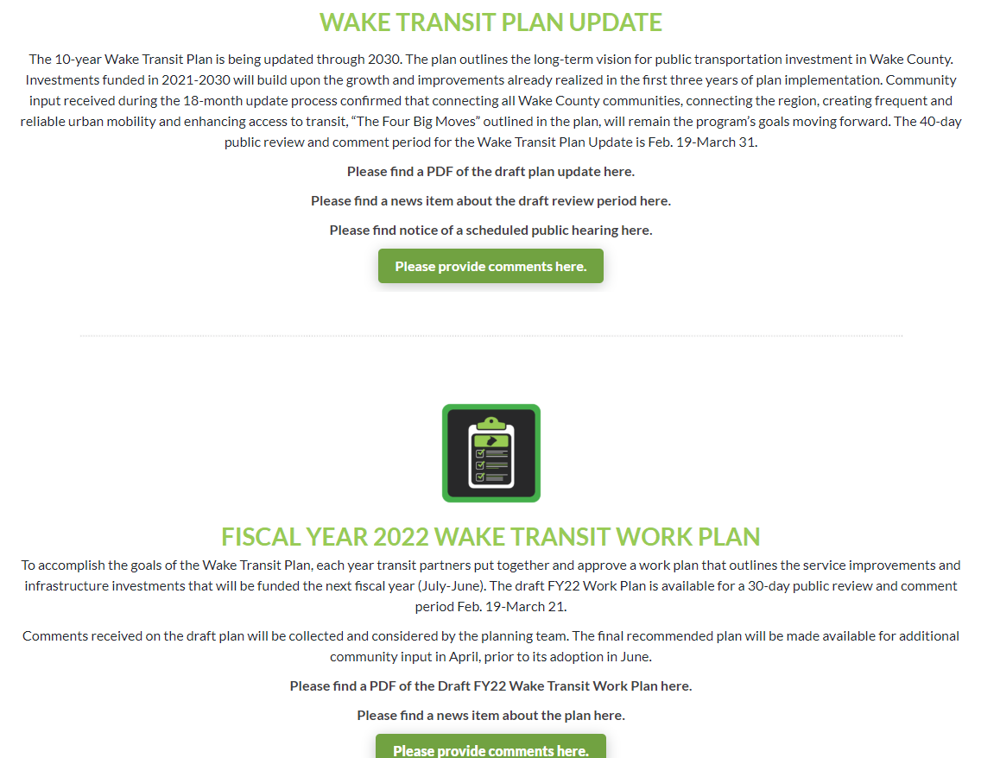 WAKE TRANSIT PLAN UPDATE
The 10-year Wake Transit Plan is being updated through 2030. The plan outlines the long-term vision for public transportation investment in Wake County.
Investments funded in 2021-2030 will build upon the growth and improvements already realized in the first three years of plan implementation. Community
input received during the 18-month update process confirmed that connecting all Wake County communities, connecting the region, creating frequent and
reliable urban mobility and enhancing access to transit, “The Four Big Moves” outlined in the plan, will remain the program’s goals moving forward. The 40-day
public review and comment period for the Wake Transit Plan Update is Feb. 19-March 31.
Please find a PDF of the draft plan update here.
Please find a news item about the draft review period here.
Please find notice of a scheduled public hearing here.
Please provide comments here.
FISCAL YEAR 2022 WAKE TRANSIT WORK PLAN
To accomplish the goals of the Wake Transit Plan, each year transit partners put together and approve a work plan that outlines the service improvements and
infrastructure investments that will be funded the next fiscal year (July-June). The draft FY22 Work Plan is available for a 30-day public review and comment
period Feb. 19-March 21.
Comments received on the draft plan will be collected and considered by the planning team. The final recommended plan will be made available for additional
community input in April, prior to its adoption in June.
Please find a PDF of the Draft FY22 Wake Transit Work Plan here.
Please find a news item about the plan here.
Please provide comments here.